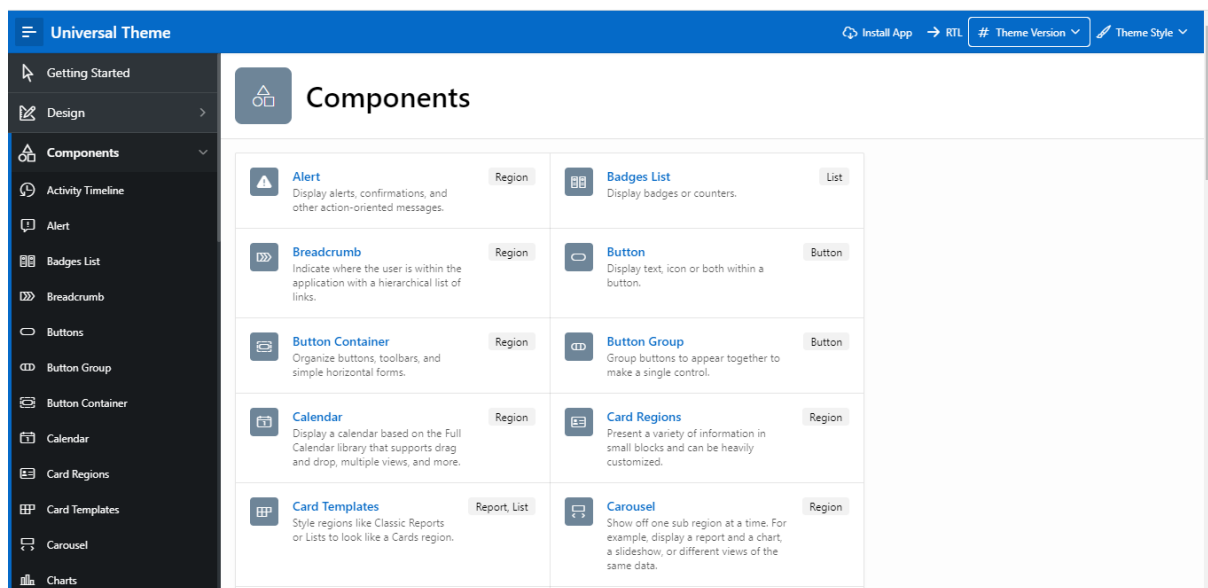 Universal Theme
Install App
RTL
# Theme Version
Theme Style
Getting Started
Design
Components
Activity Timeline
Alert
Badges List
Breadcrumb
Buttons
Button Group
Button Container
Calendar
Card Regions
Card Templates
Carousel
Charts
Components
Alert
Region
Display alerts, confirmations, and
other action-oriented messages.
Badges List
List
Display badges or counters.
Breadcrumb
Region
Indicate where the user is within the
application with a hierarchical list of
links.
Button
Button
Display text, icon or both within a
button.
Button Container
Region
Organize buttons, toolbars, and
simple horizontal forms.
Button Group
Button
Group buttons to appear together to
make a single control.
Calendar
Region
Display a calendar based on the Full
Calendar library that supports drag
and drop, multiple views, and more.
Card Regions
Region
Present a variety of information in
small blocks and can be heavily
customized.
Card Templates
Report, List
Style regions like Classic Reports
or Lists to look like a Cards region.
Carousel
Region
Show off one sub region at a time. For
example, display a report and a chart,
a slideshow, or different views of the
same data.